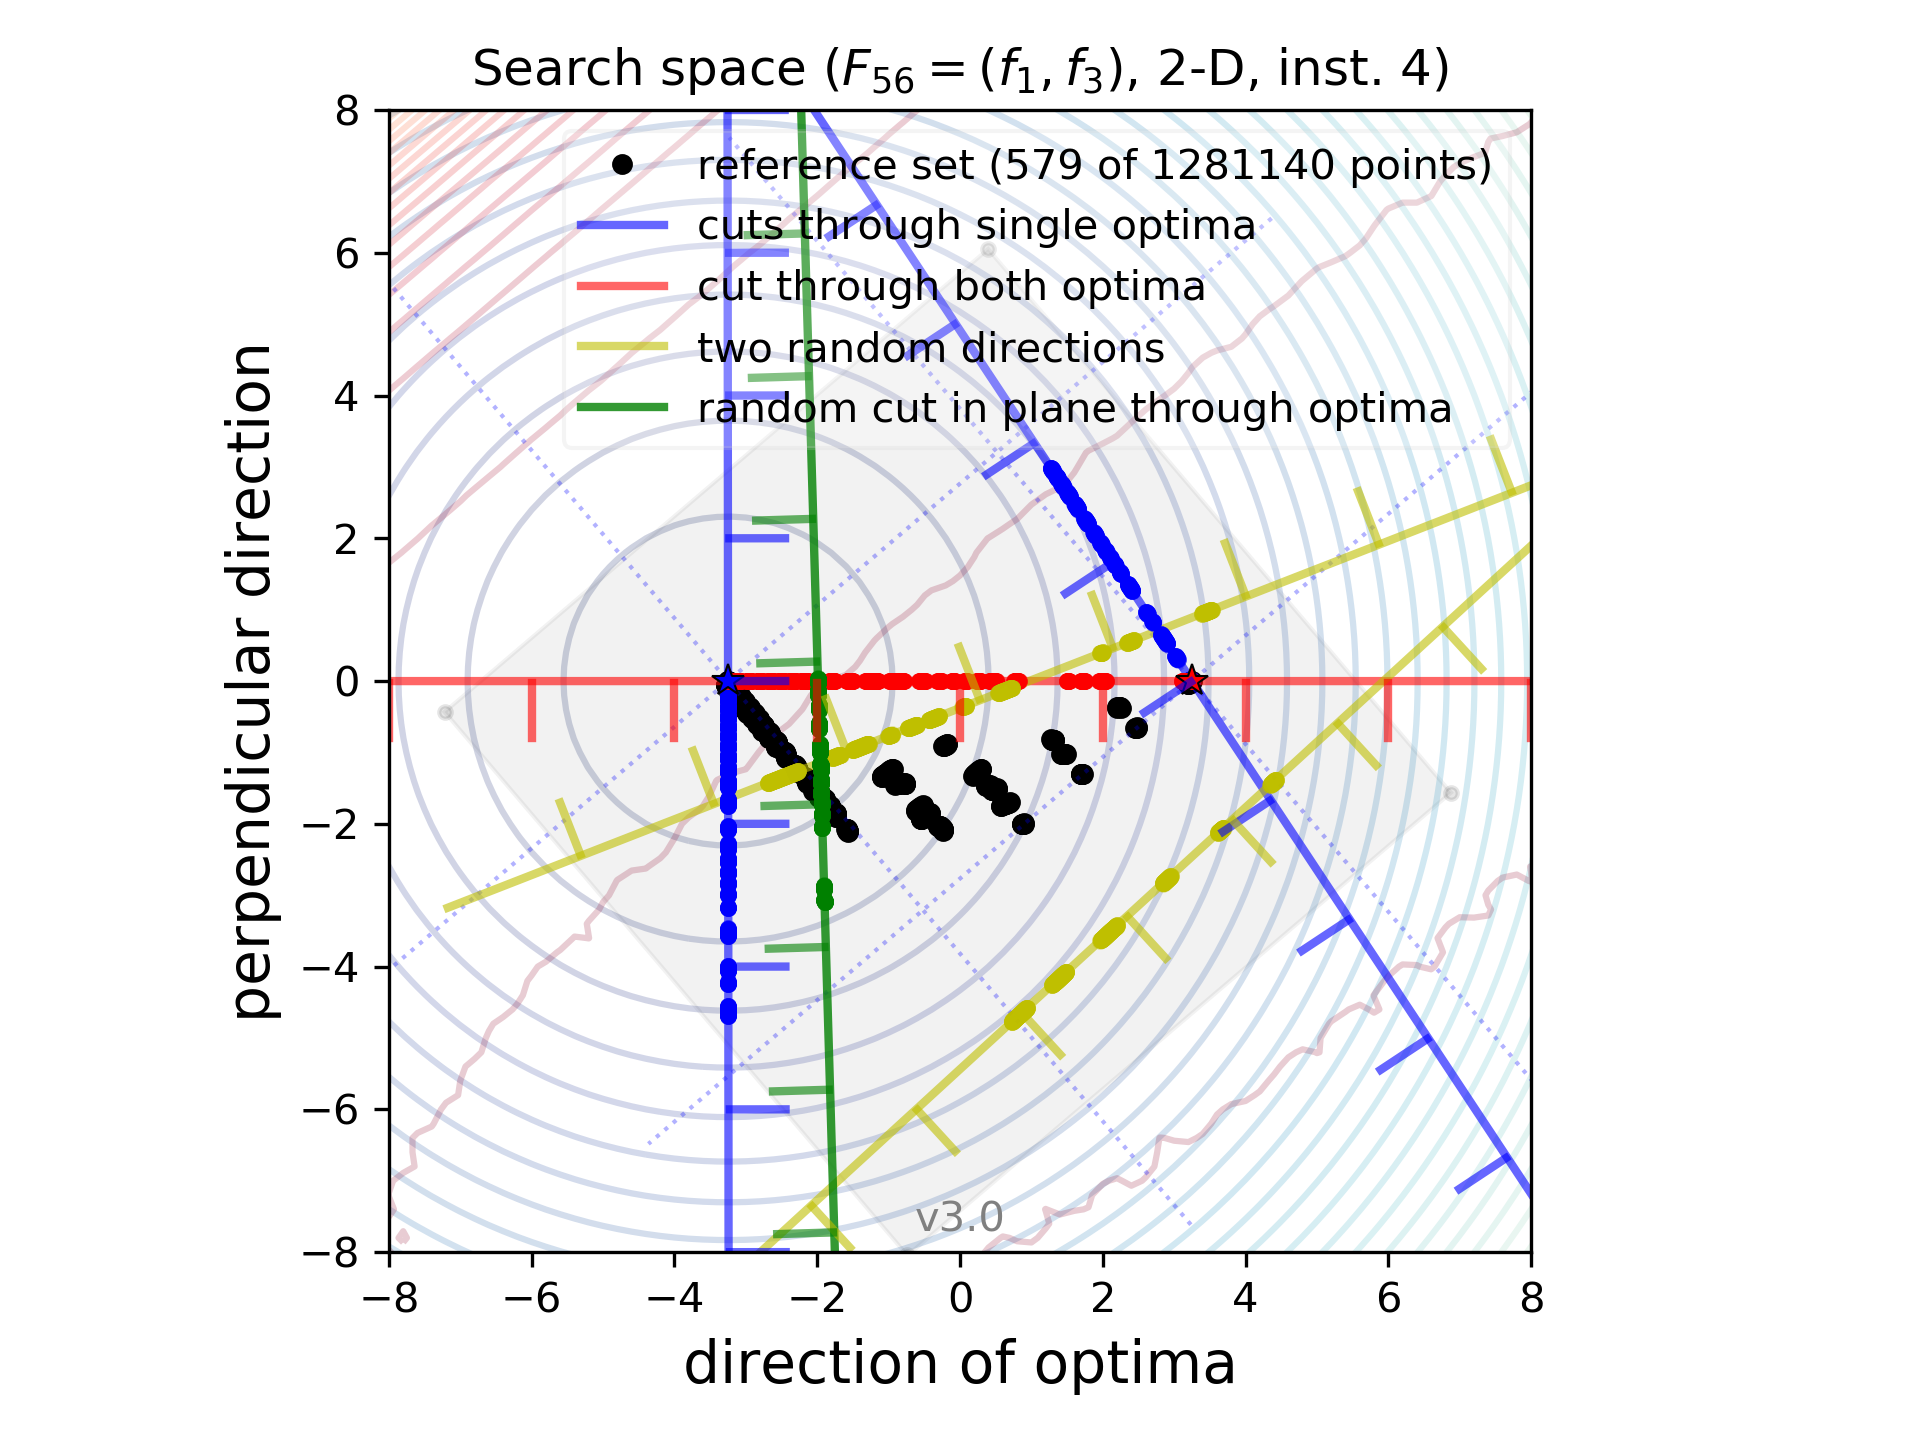 Search space (F56 = (f1, f3), 2-D, inst. 4)
reference set (579 of 1281140 points)
cuts through single optima
cut through both optima
two random directions
random cut in plane through optima
8
6
4
2
0
−2
−4
−6
−8
perpendicular direction
v3.0
−8 −6 −4 −2 0 2 4 6 8
direction of optima